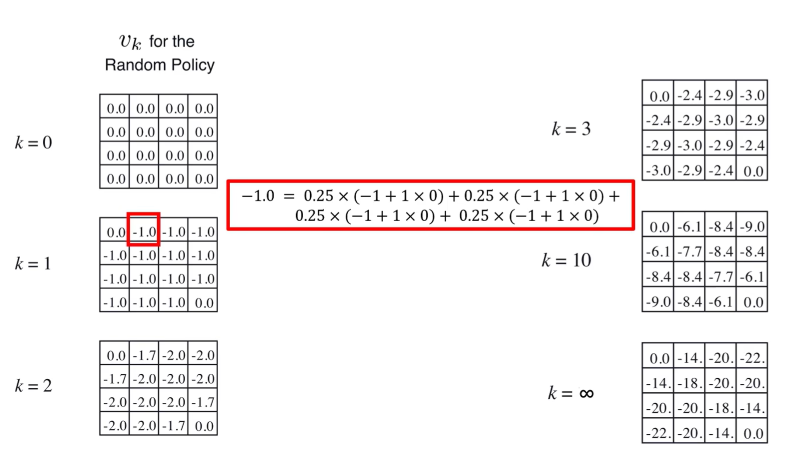 v_k for the
Random Policy
k = 0
0.0 0.0 0.0 0.0
0.0 0.0 0.0 0.0
0.0 0.0 0.0 0.0
0.0 0.0 0.0 0.0
k = 1
0.0 -1.0 -1.0 -1.0
-1.0 -1.0 -1.0 -1.0
-1.0 -1.0 -1.0 -1.0
-1.0 -1.0 -1.0 0.0
k = 2
0.0 -1.7 -2.0 -2.0
-1.7 -2.0 -2.0 -2.0
-2.0 -2.0 -2.0 -1.7
-2.0 -2.0 -1.7 0.0
−1.0 = 0.25 × (−1 + 1 × 0) + 0.25 × (−1 + 1 × 0) +
0.25 × (−1 + 1 × 0) + 0.25 × (−1 + 1 × 0)
k = 3
0.0 -2.4 -2.9 -3.0
-2.4 -2.9 -3.0 -2.9
-2.9 -3.0 -2.9 -2.4
-3.0 -2.9 -2.4 0.0
k = 10
0.0 -6.1 -8.4 -9.0
-6.1 -7.7 -8.4 -8.4
-8.4 -8.4 -7.7 -6.1
-9.0 -8.4 -6.1 0.0
k = ∞
0.0 -14. -20. -22.
-14. -18. -20. -20.
-20. -20. -18. -14.
-22. -20. -14. 0.0